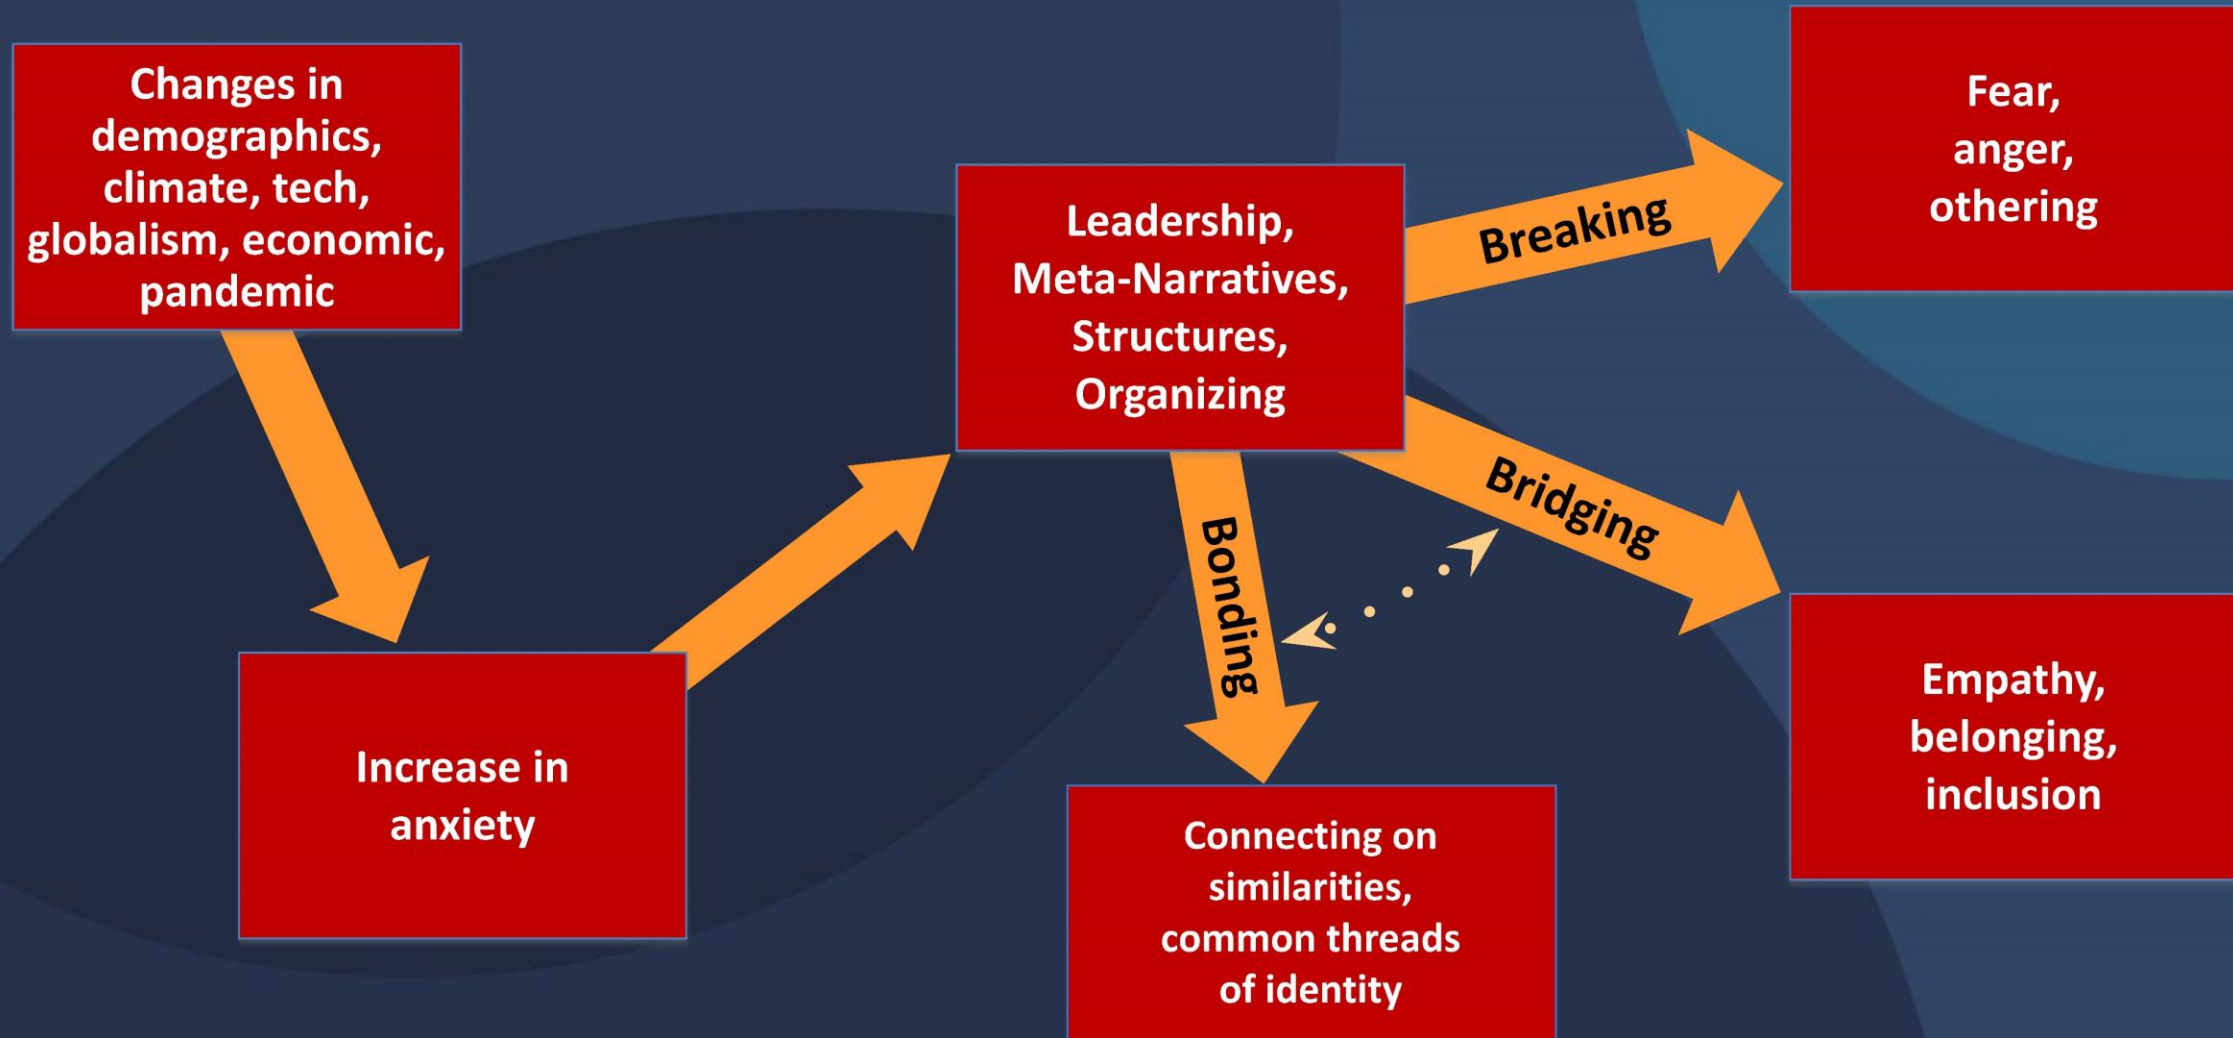 Changes in
demographics,
climate, tech,
globalism, economic,
pandemic
Increase in
anxiety
Leadership,
Meta-Narratives,
Structures,
Organizing
Breaking
Fear,
anger,
othering
Bridging
Empathy,
belonging,
inclusion
Bonding
Connecting on
similarities,
common threads
of identity